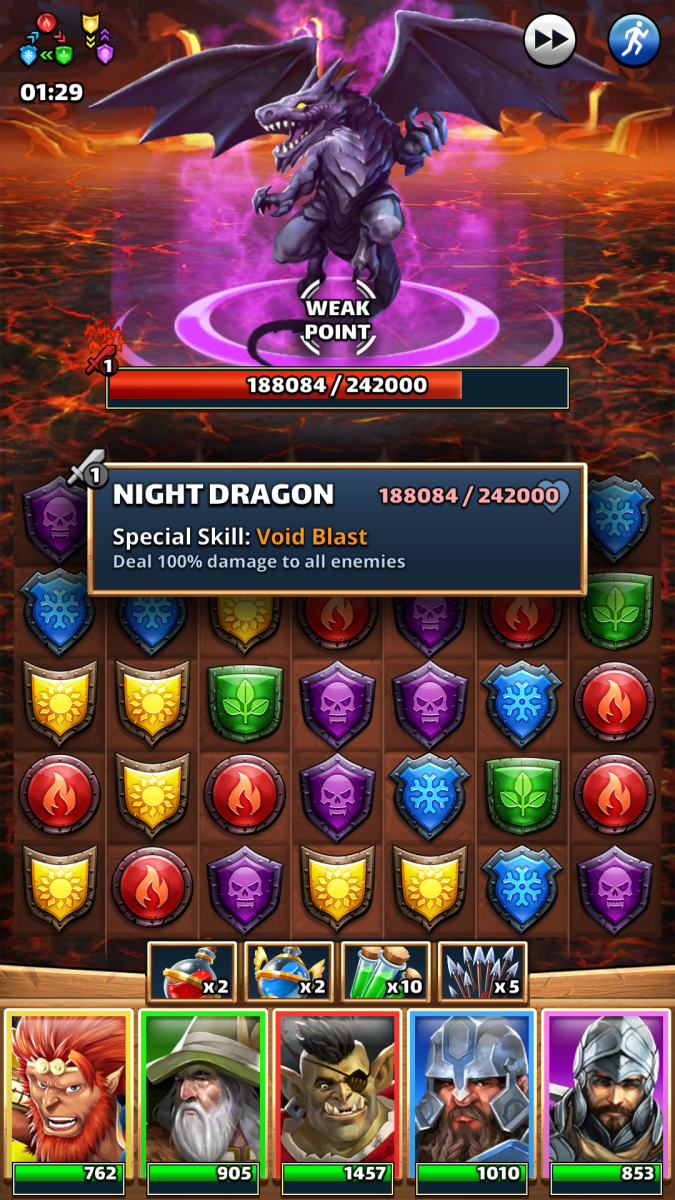 01:29
WEAK
POINT
1
188084 / 242000
1
NIGHT DRAGON 188084 / 242000
Special Skill: Void Blast
Deal 100% damage to all enemies
x2 x2 x10 x5
762 905 1457 1010 853